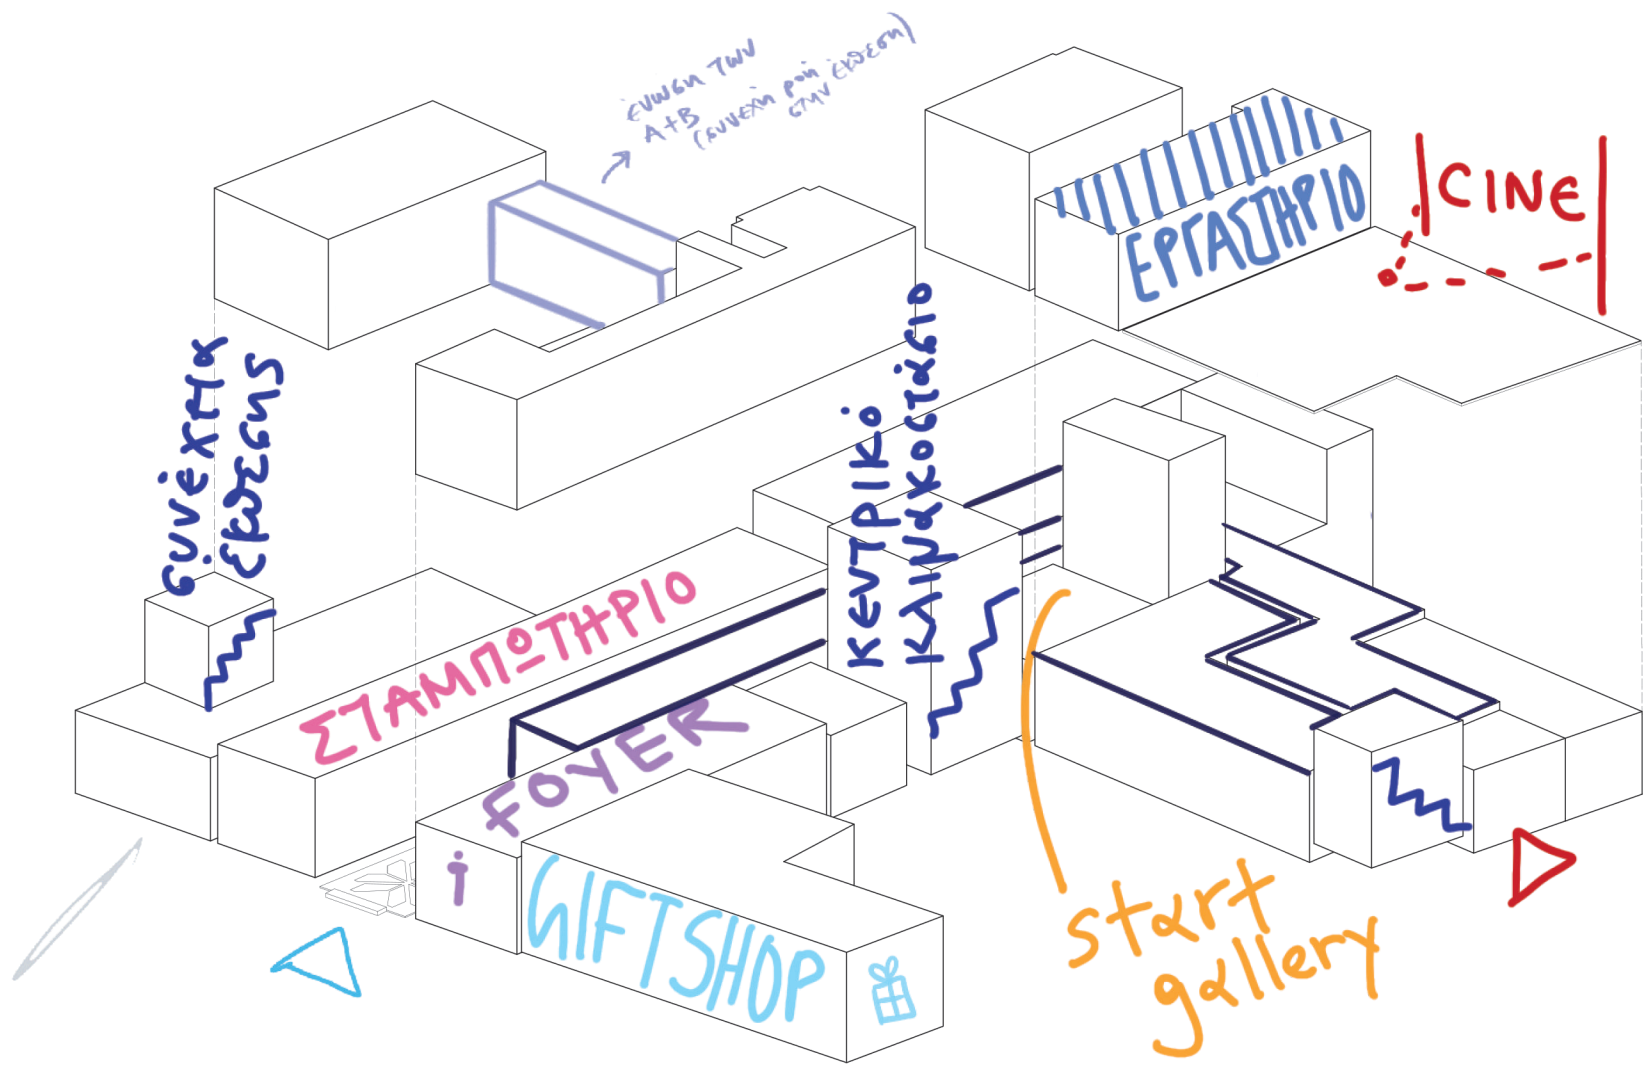 ένωση των
A+B
(συνεχή ροή
στην έκθεση)
ΕΡΓΑΣΤΗΡΙΟ
CINE
συνέχεια
έκθεσης
κεντρικό
κλιμακοστάσιο
ΣΤΑΜΠΩΤΗΡΙΟ
FOYER
i
GIFTSHOP
start
gallery